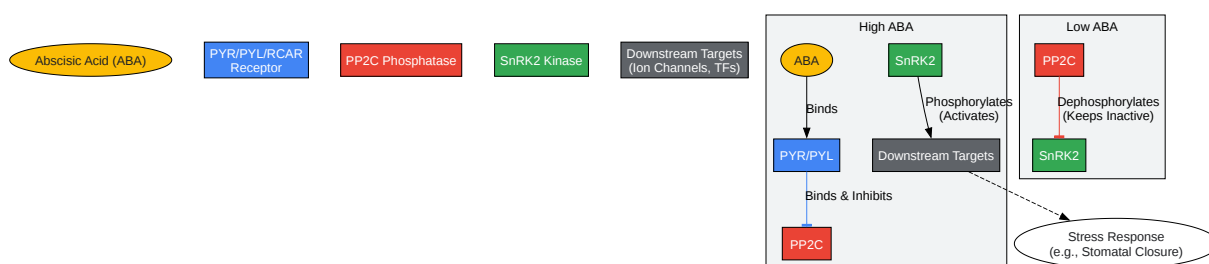 High ABA
Low ABA
Abscisic Acid (ABA)
PYR/PYL/RCAR
Receptor
PP2C Phosphatase
SnRK2 Kinase
Downstream Targets
(Ion Channels, TFs)
ABA
SnRK2
PP2C
Binds
Phosphorylates
(Activates)
Dephosphorylates
(Keeps Inactive)
PYR/PYL
Downstream Targets
SnRK2
Binds & Inhibits
PP2C
Stress Response
(e.g., Stomatal Closure)